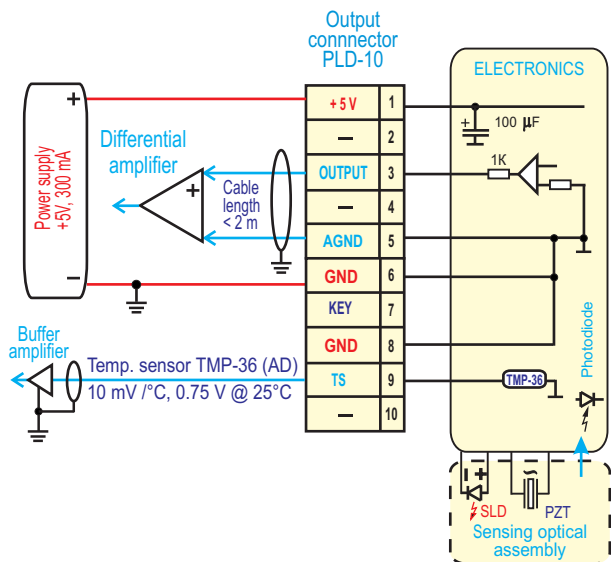 Output
connnector
PLD-10
ELECTRONICS
+
Power supply
+5V, 300 mA
−
Differential
amplifier
+
Cable
length
< 2 m
+ 5 V 1
— 2
OUTPUT 3
— 4
AGND 5
GND 6
KEY 7
GND 8
TS 9
— 10
+
100 µF
1K
Photodiode
TMP-36
Buffer
amplifier
Temp. sensor TMP-36 (AD)
10 mV /°C, 0.75 V @ 25°C
− +
~
SLD
PZT
Sensing optical
assembly